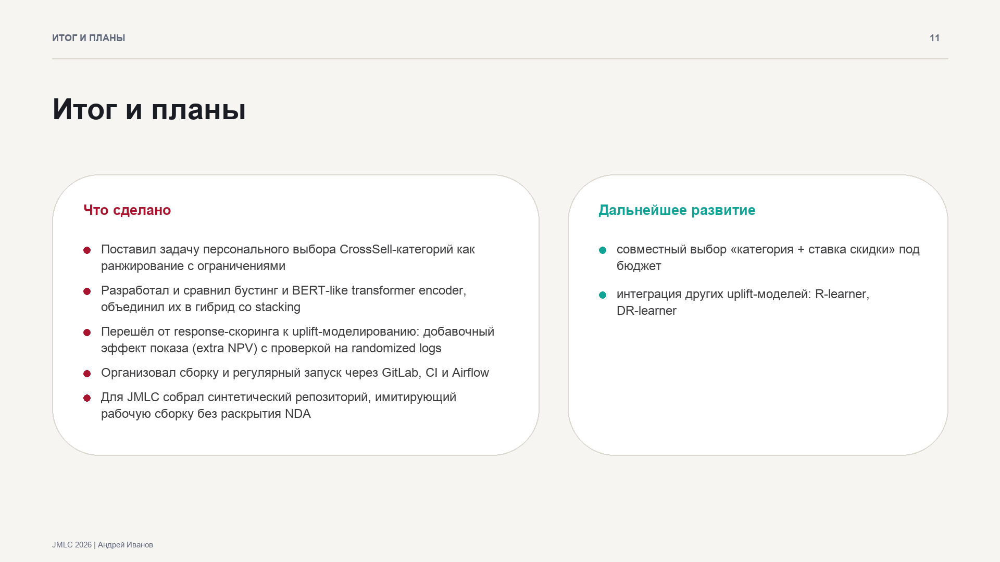 ИТОГ И ПЛАНЫ
11
Итог и планы
Что сделано
Поставил задачу персонального выбора CrossSell-категорий как
ранжирование с ограничениями
Разработал и сравнил бустинг и BERT-like transformer encoder,
объединил их в гибрид со stacking
Перешёл от response-скоринга к uplift-моделированию: добавочный
эффект показа (extra NPV) с проверкой на randomized logs
Организовал сборку и регулярный запуск через GitLab, CI и Airflow
Для JMLC собрал синтетический репозиторий, имитирующий
рабочую сборку без раскрытия NDA
Дальнейшее развитие
совместный выбор «категория + ставка скидки» под
бюджет
интеграция других uplift-моделей: R-learner,
DR-learner
JMLC 2026 | Андрей Иванов